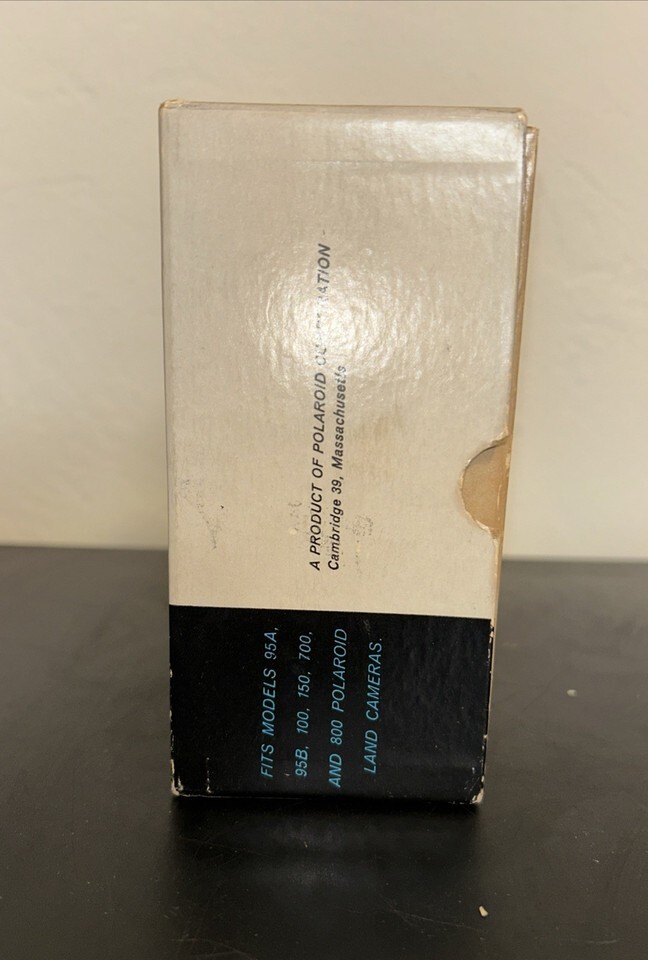 A PRODUCT OF POLAROID
Cambridge 39, Massachusetts
FITS MODELS 95A,
95B, 100, 150, 700,
AND 800 POLAROID
LAND CAMERAS.